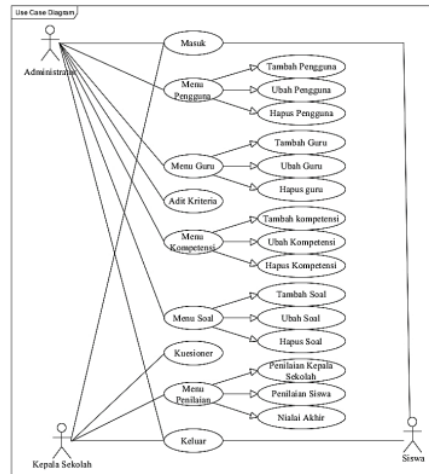 Use Case Diagram
Administrator
Masuk
Menu
Pengguna
Tambah Pengguna
Ubah Pengguna
Hapus Pengguna
Menu Guru
Tambah Guru
Ubah Guru
Hapus guru
Adit Kriteria
Menu
Kompetensi
Tambah kompetensi
Ubah Kompetensi
Hapus Kompetensi
Menu Soal
Tambah Soal
Ubah Soal
Hapus Soal
Kuesioner
Menu
Penilaian
Penilaian Kepala
Sekolah
Penilaian Siswa
Nialai Akhir
Keluar
Kepala Sekolah
Siswa